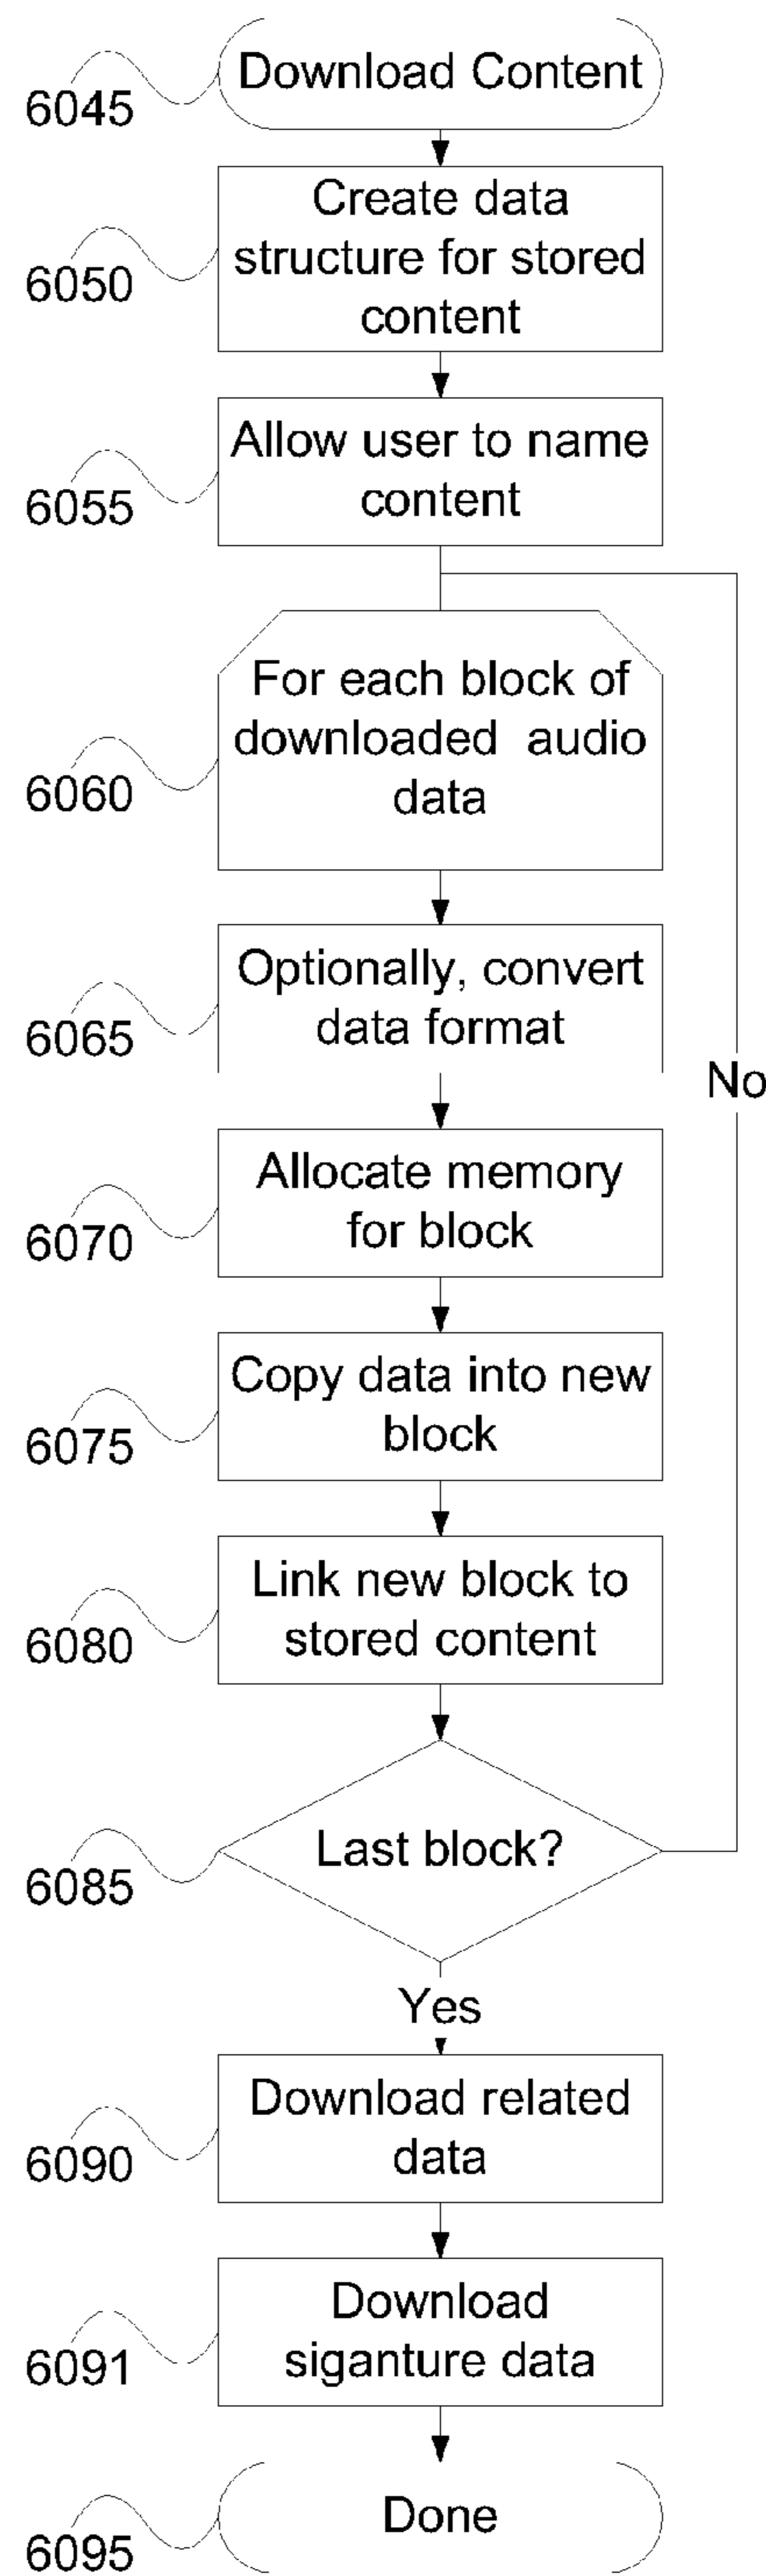 Download Content
6045
Create data
structure for stored
content
6050
Allow user to name
content
6055
For each block of
downloaded audio
data
6060
Optionally, convert
data format
6065
No
Allocate memory
for block
6070
Copy data into new
block
6075
Link new block to
stored content
6080
Last block?
6085
Yes
Download related
data
6090
Download
siganture data
6091
Done
6095